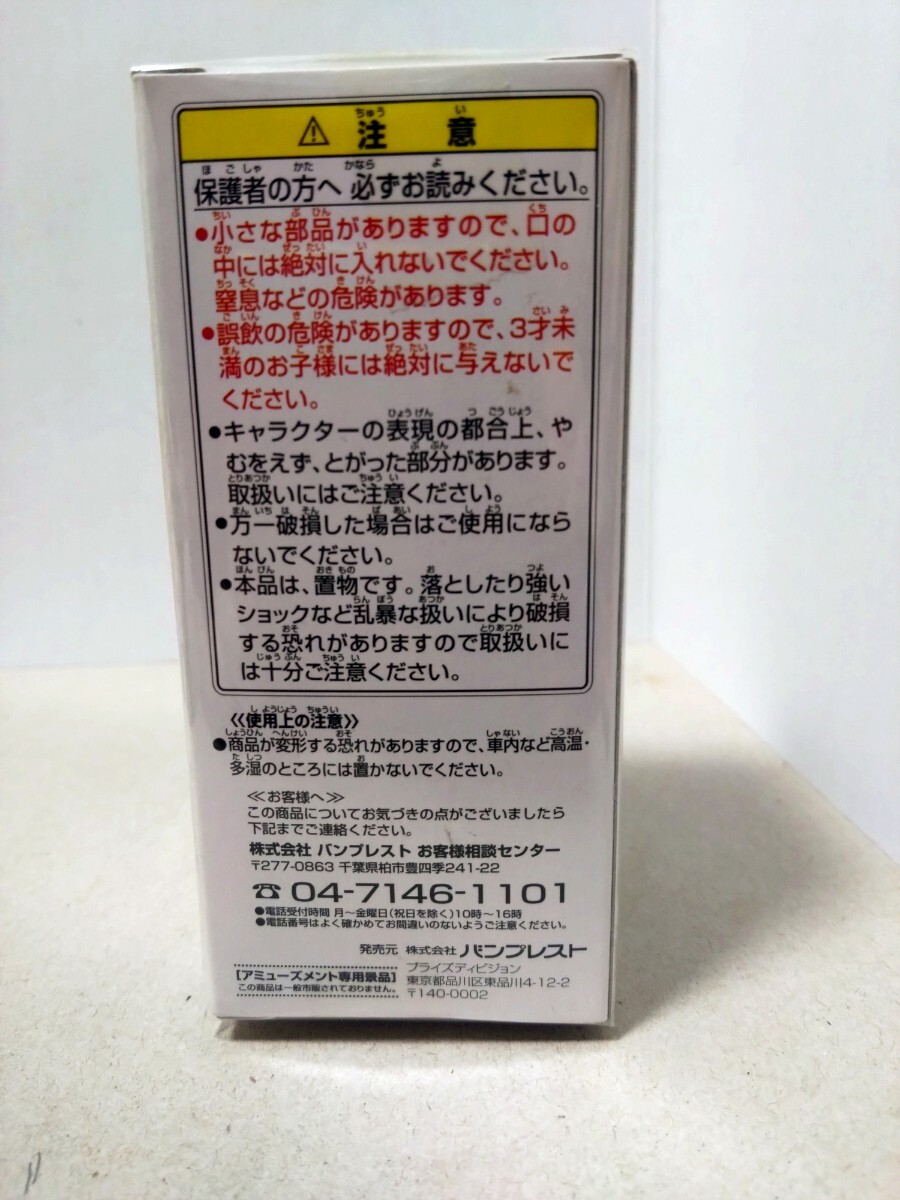 ⚠ 注意
保護者の方へ 必ずお読みください。
●小さな部品がありますので、口の
中には絶対に入れないでください。
窒息などの危険があります。
●誤飲の危険がありますので、3才未
満のお子様には絶対に与えないで
ください。
●キャラクターの表現の都合上、や
むをえず、とがった部分があります。
取扱いにはご注意ください。
●万一破損した場合はご使用になら
ないでください。
●本品は、置物です。落としたり強い
ショックなど乱暴な扱いにより破損
する恐れがありますので取扱いに
は十分ご注意ください。
《使用上の注意》
●商品が変形する恐れがありますので、車内など高温・
多湿のところには置かないでください。
≪お客様へ≫
この商品についてお気づきの点がございましたら
下記までご連絡ください。
株式会社 バンプレスト お客様相談センター
〒277-0863 千葉県柏市豊四季241-22
☎04-7146-1101
●電話受付時間 月〜金曜日(祝日を除く)10時〜16時
●電話番号はよく確かめてお間違いのないようご注意ください。
発売元 株式会社 バンプレスト
プライズディビジョン
東京都品川区東品川4-12-2
〒140-0002
[アミューズメント専用景品]
この商品は一般市販されておりません。